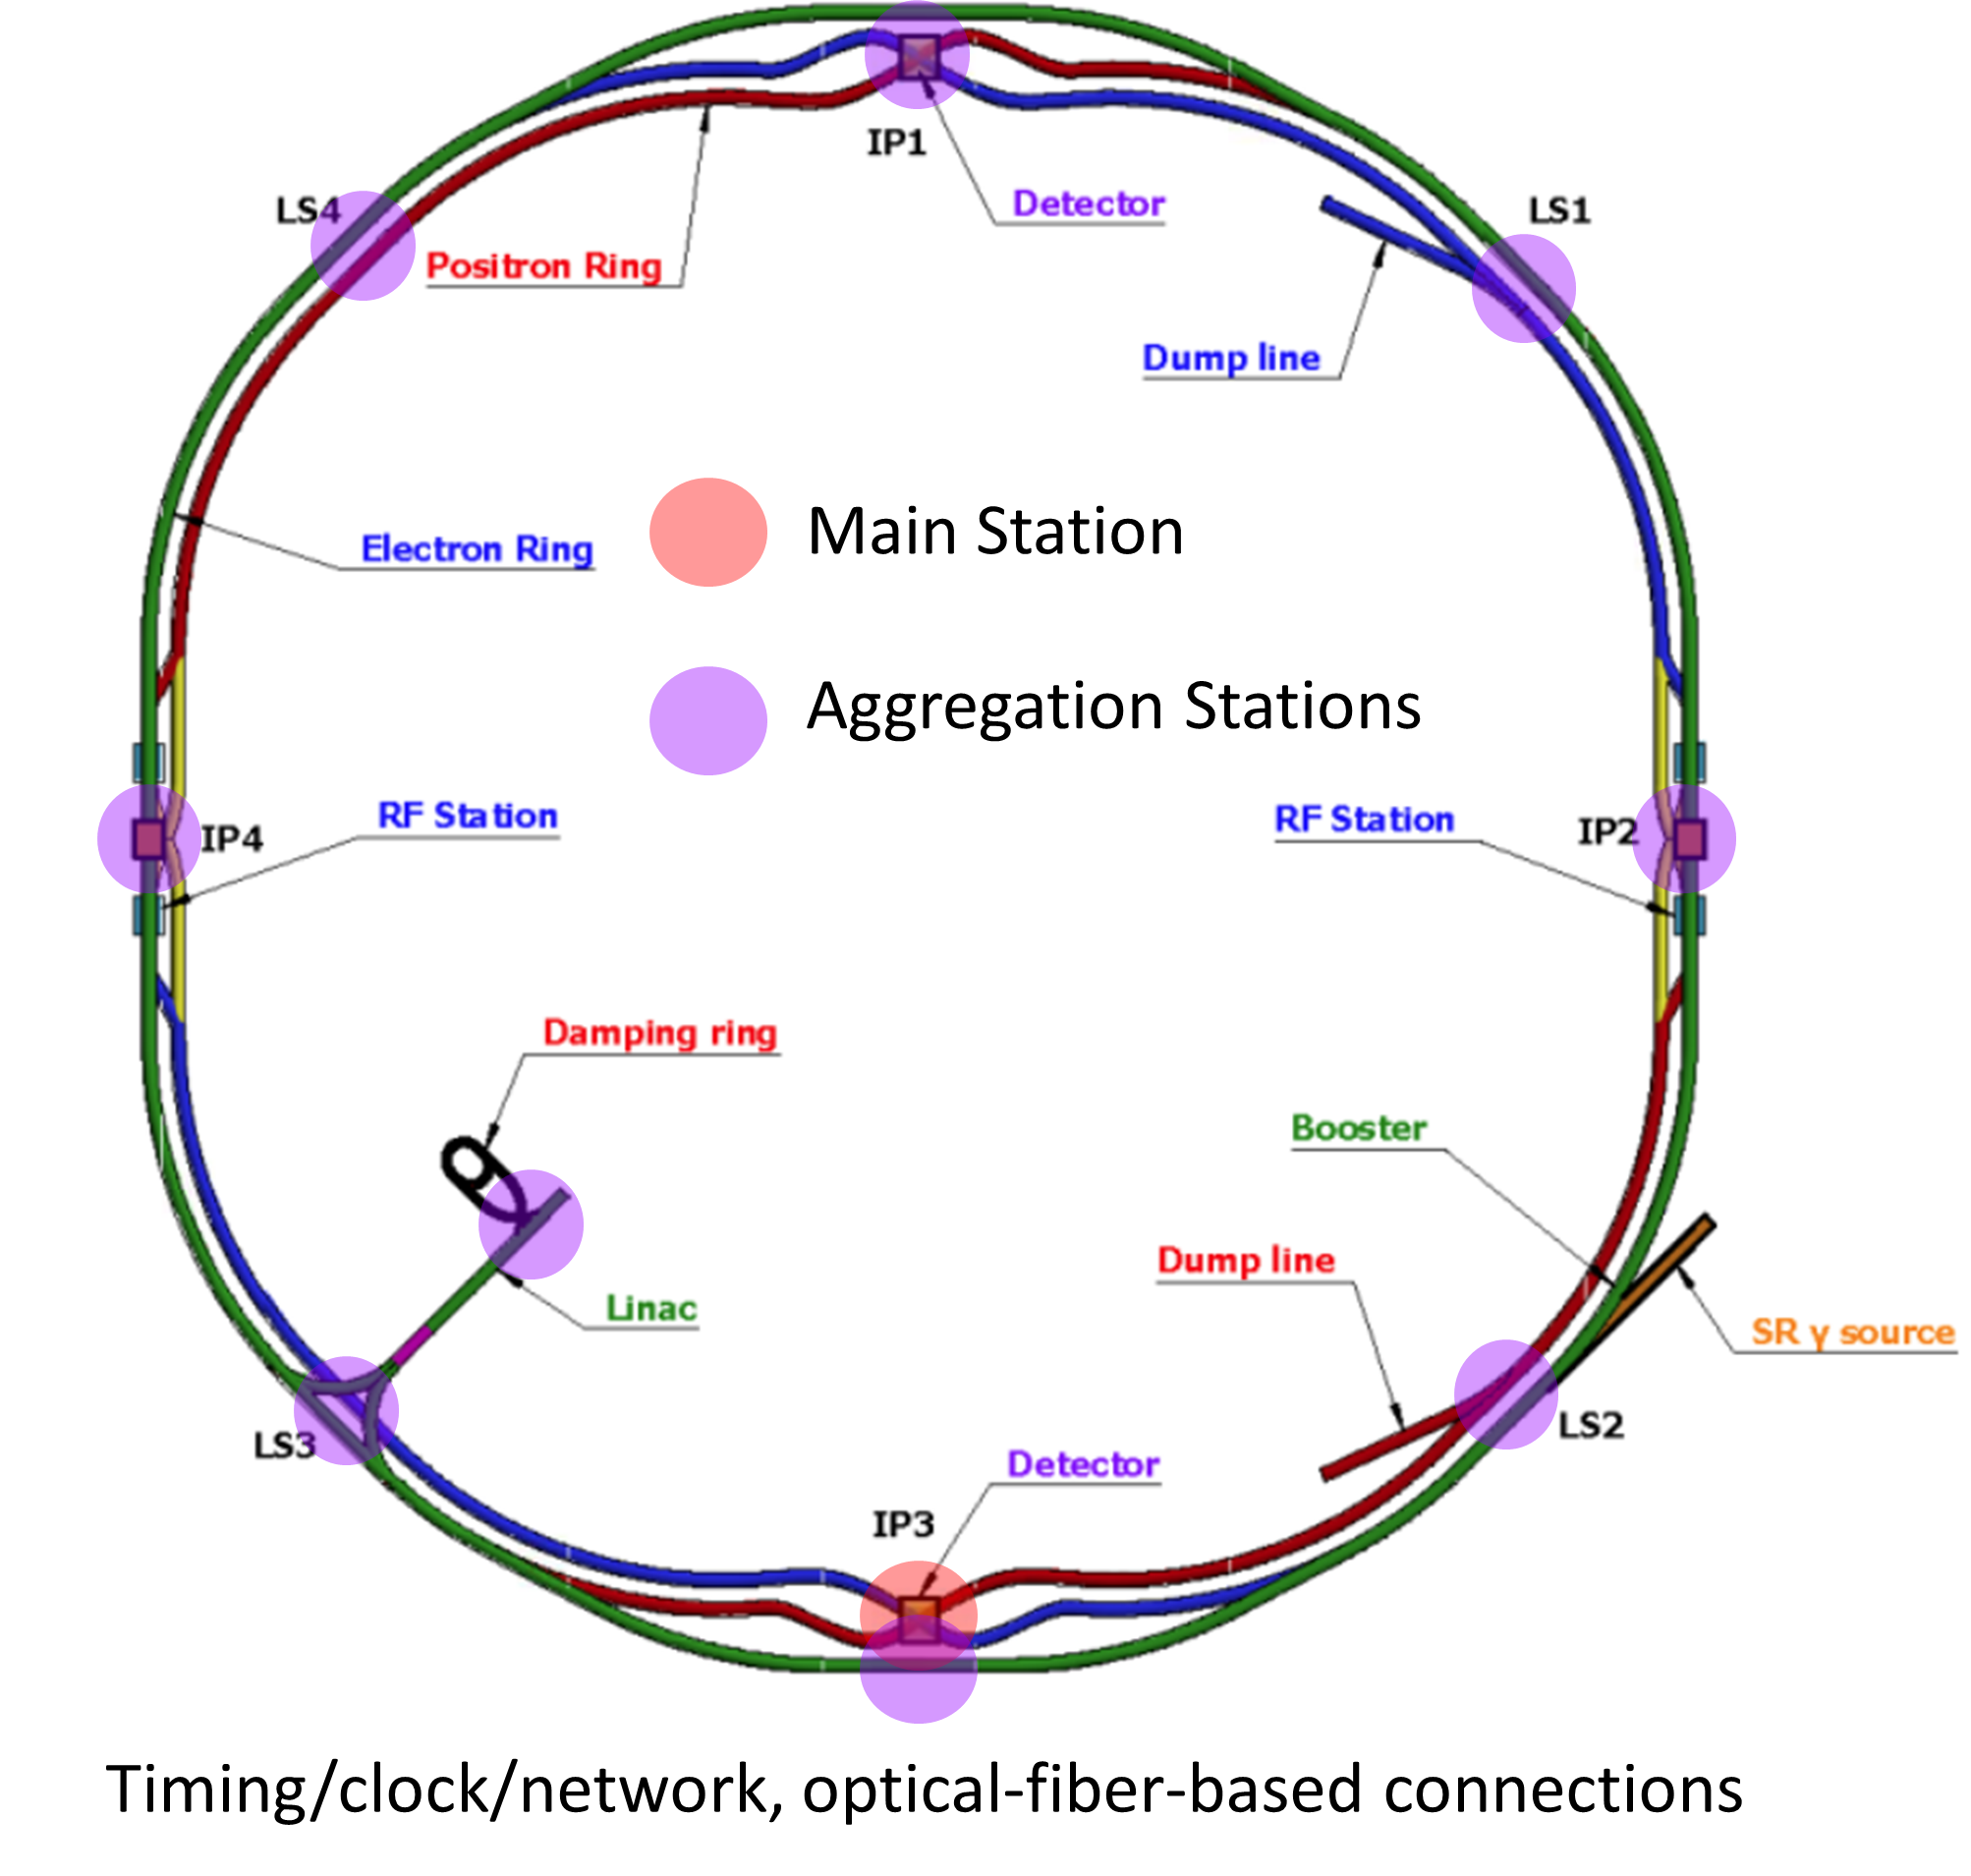 IP1
LS4
LS1
Detector
Positron Ring
Dump line
Main Station
Electron Ring
Aggregation Stations
RF Station
RF Station
IP4
IP2
Damping ring
Booster
Dump line
Linac
SR γ source
LS3
LS2
Detector
IP3
Timing/clock/network, optical-fiber-based connections